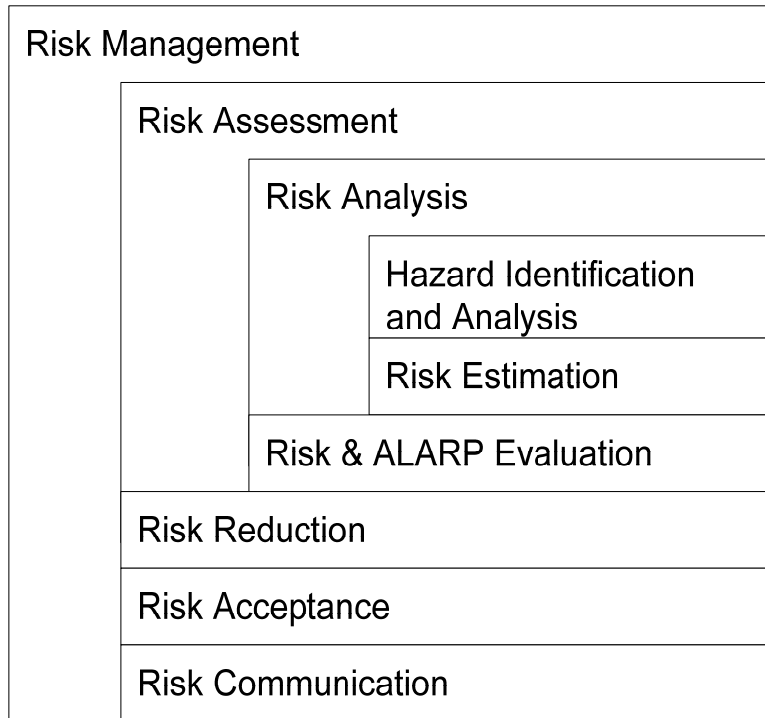 Risk Management
Risk Assessment
Risk Analysis
Hazard Identification
and Analysis
Risk Estimation
Risk & ALARP Evaluation
Risk Reduction
Risk Acceptance
Risk Communication